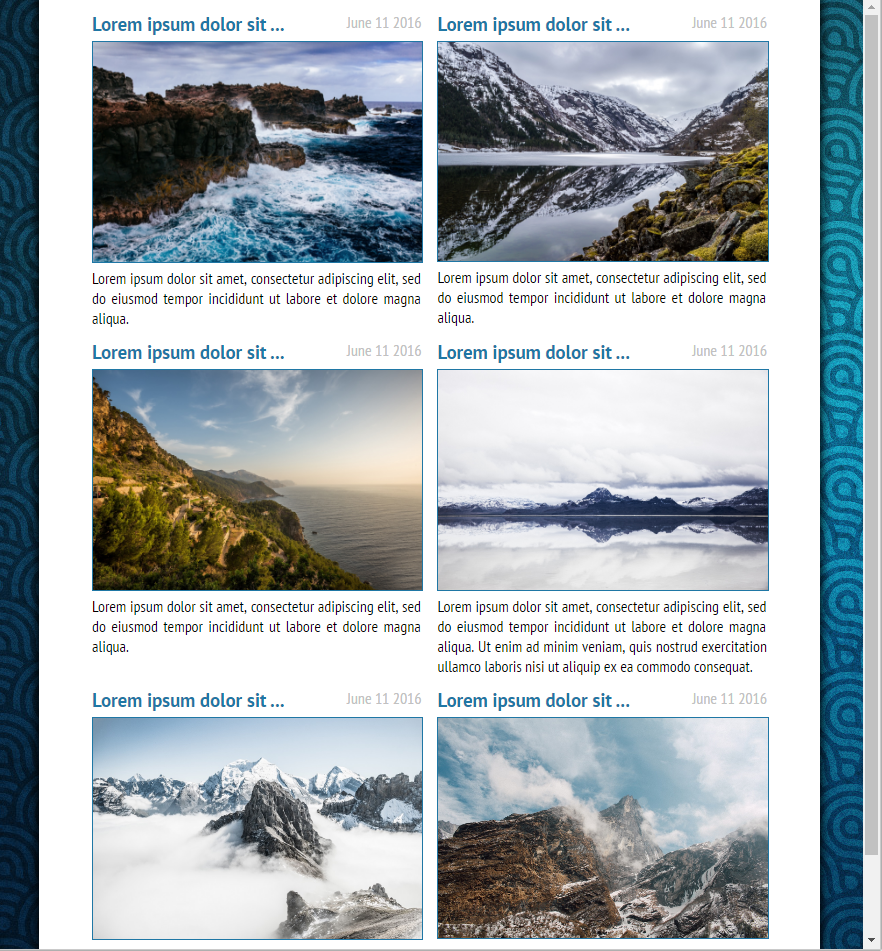 Lorem ipsum dolor sit ... June 11 2016
Lorem ipsum dolor sit amet, consectetur adipiscing elit, sed
do eiusmod tempor incididunt ut labore et dolore magna
aliqua.
Lorem ipsum dolor sit ... June 11 2016
Lorem ipsum dolor sit amet, consectetur adipiscing elit, sed
do eiusmod tempor incididunt ut labore et dolore magna
aliqua.
Lorem ipsum dolor sit ... June 11 2016
Lorem ipsum dolor sit amet, consectetur adipiscing elit, sed
do eiusmod tempor incididunt ut labore et dolore magna
aliqua.
Lorem ipsum dolor sit ... June 11 2016
Lorem ipsum dolor sit amet, consectetur adipiscing elit, sed
do eiusmod tempor incididunt ut labore et dolore magna
aliqua. Ut enim ad minim veniam, quis nostrud exercitation
ullamco laboris nisi ut aliquip ex ea commodo consequat.
Lorem ipsum dolor sit ... June 11 2016
Lorem ipsum dolor sit ... June 11 2016